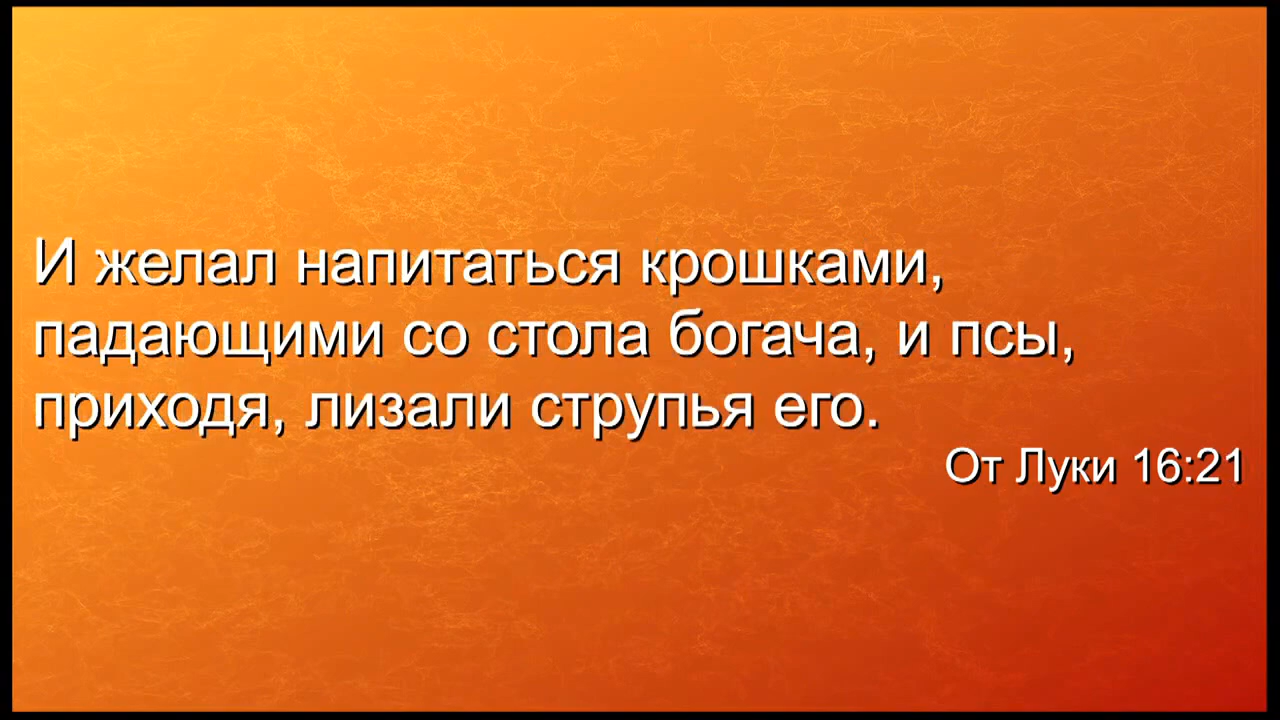 И желал напитаться крошками,
падающими со стола богача, и псы,
приходя, лизали струпья его.
От Луки 16:21